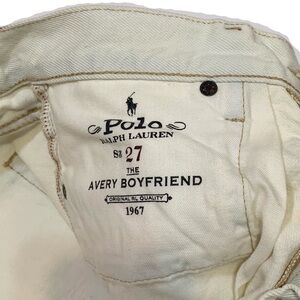 Polo
RALPH LAUREN
SZ 27
THE
AVERY BOYFRIEND
ORIGINAL RL QUALITY
1967